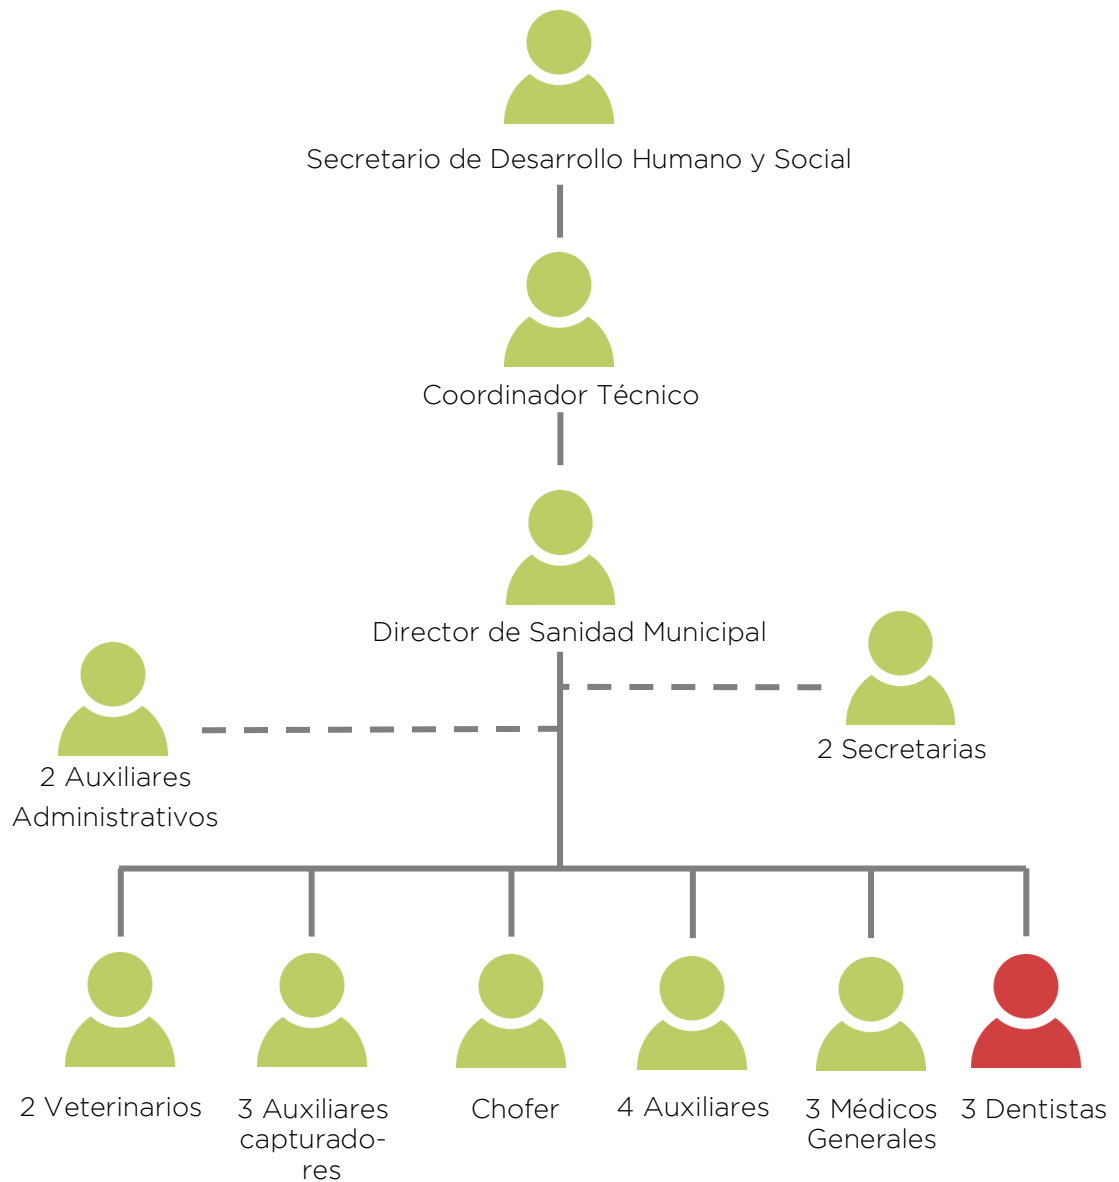 Secretario de Desarrollo Humano y Social
Coordinador Técnico
Director de Sanidad Municipal
2 Secretarias
2 Auxiliares
Administrativos
2 Veterinarios
3 Auxiliares
capturado-
res
Chofer
4 Auxiliares
3 Médicos
Generales
3 Dentistas